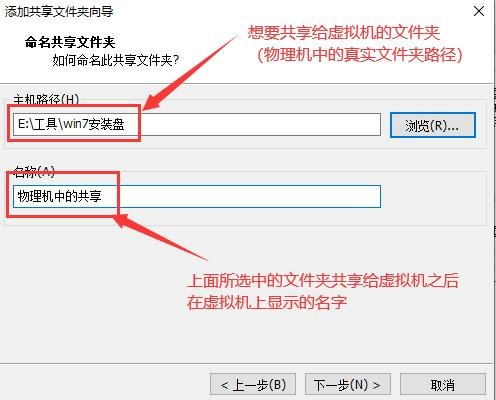 添加共享文件夹向导
命名共享文件夹
如何命名此共享文件夹?
想要共享给虚拟机的文件夹
（物理机中的真实文件夹路径）
主机路径(H)
E:\工具\win7安装盘
浏览(R)...
名称(A)
物理机中的共享
上面所选中的文件夹共享给虚拟机之后
在虚拟机上显示的名字
< 上一步(B)
下一步(N) >
取消